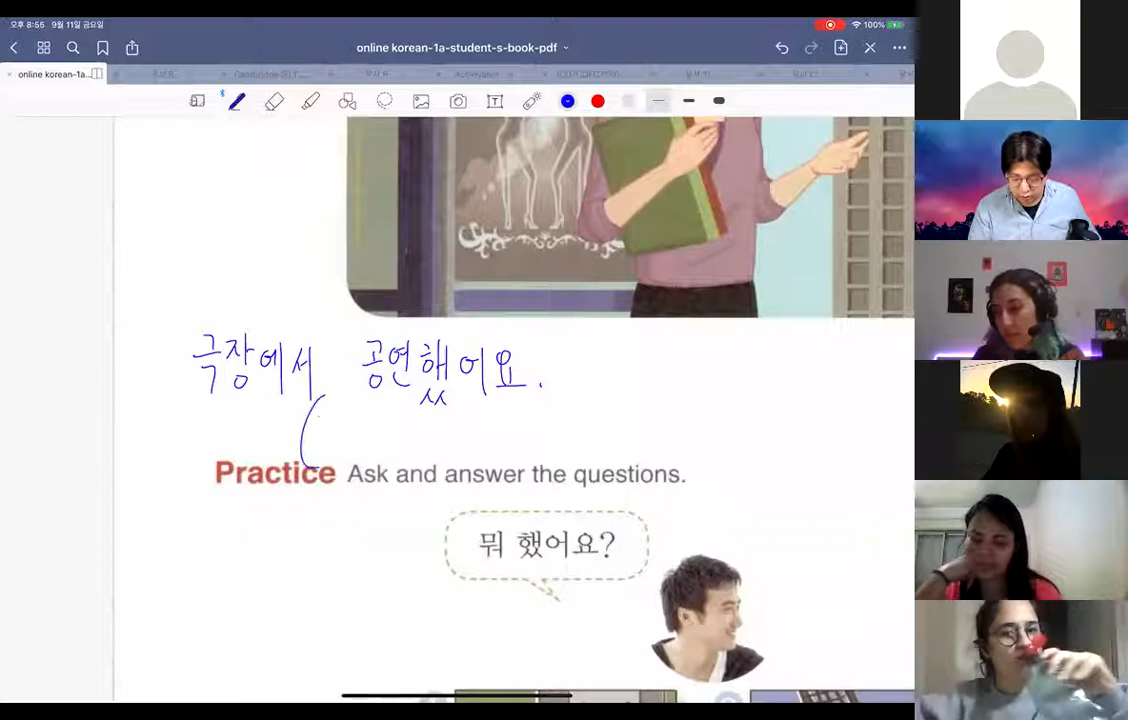 오후 8:55 9월 11일 금요일
100%
online korean-1a-student-s-book-pdf
online korean-1a...
극장에서 공연했어요.
(
Practice Ask and answer the questions.
뭐 했어요?